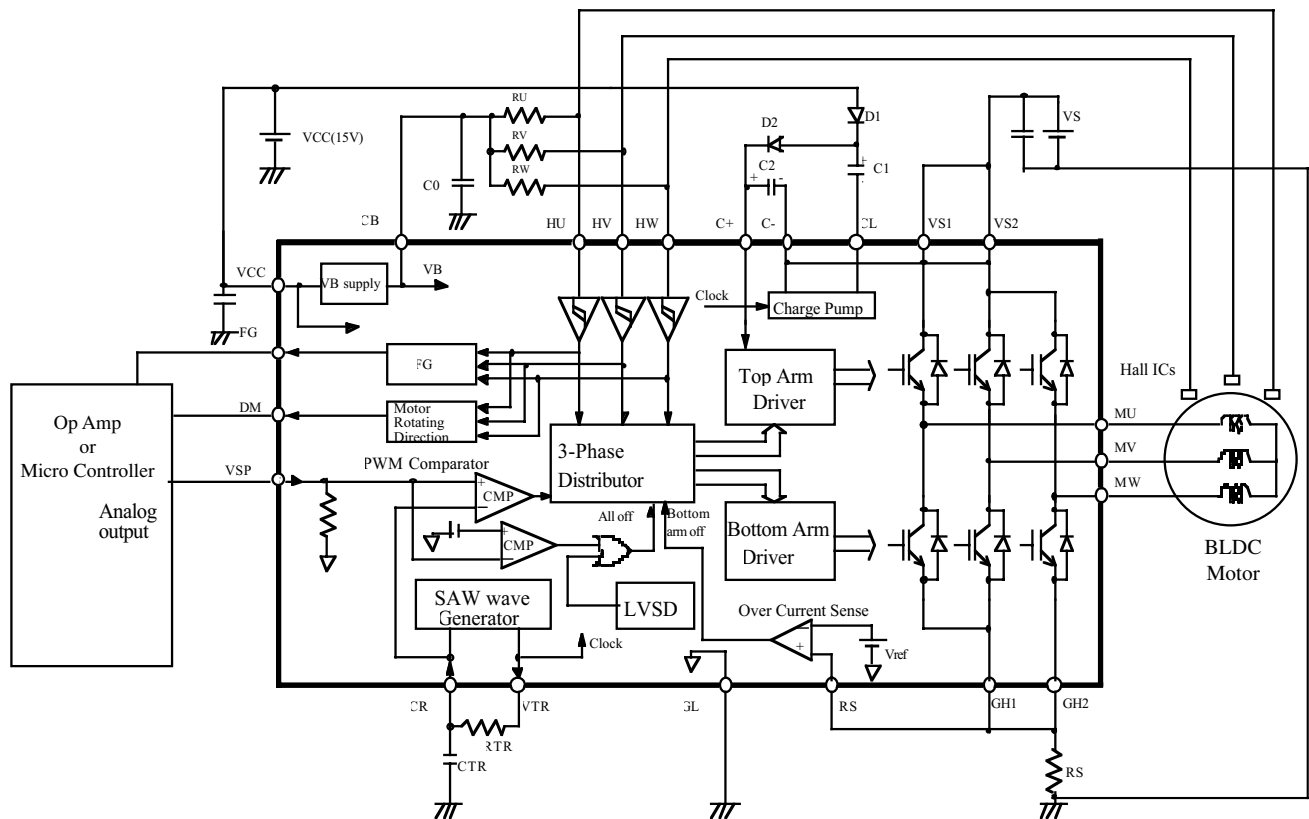 RU
VCC(15V)
RV
RW
D2
D1
VS
C2
+
-
+
-
C1
C0
CB
HU
HV
HW
C+
C-
CL
VS1
VS2
VCC
VB supply
VB
Clock
Charge Pump
FG
FG
Top Arm
Driver
Hall ICs
DM
Motor
Rotating
Direction
MU
Op Amp
or
Micro Controller
Analog
output
VSP
PWM Comparator
3-Phase
Distributor
MV
MW
+
CMP
−
All off
Bottom
arm off
+
CMP
−
Bottom Arm
Driver
BLDC
Motor
SAW wave
Generator
LVSD
Over Current Sense
−
+
Vref
Clock
CR
VTR
GL
RS
GH1
GH2
RTR
CTR
RS